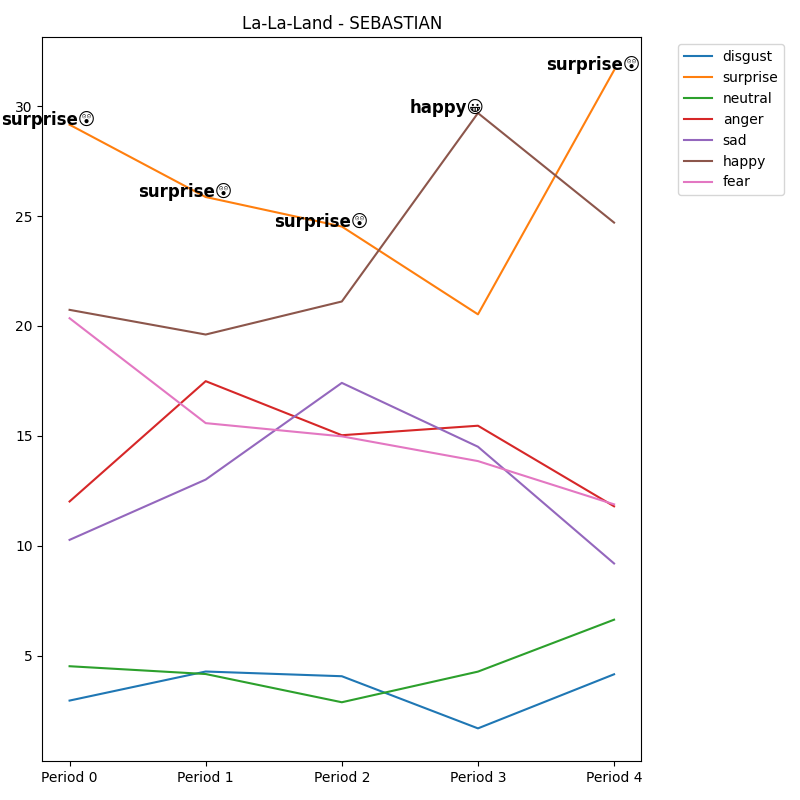 La-La-Land - SEBASTIAN
disgust
surprise
neutral
anger
sad
happy
fear
surprise😲
surprise😲
surprise😲
happy😀
surprise😲
30
25
20
15
10
5
Period 0 Period 1 Period 2 Period 3 Period 4